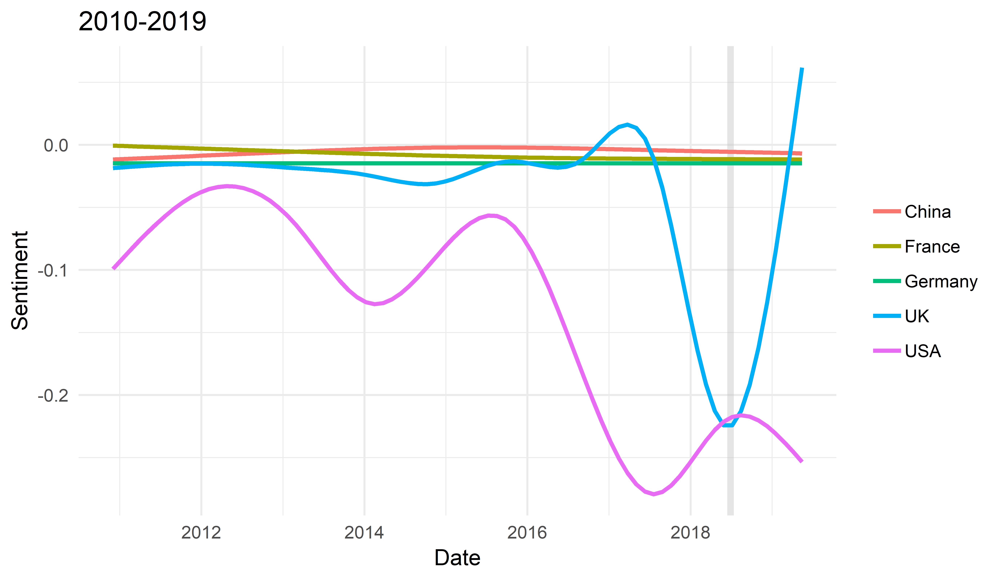 2010-2019
Sentiment
0.0
-0.1
-0.2
2012 2014 2016 2018
Date
China
France
Germany
UK
USA